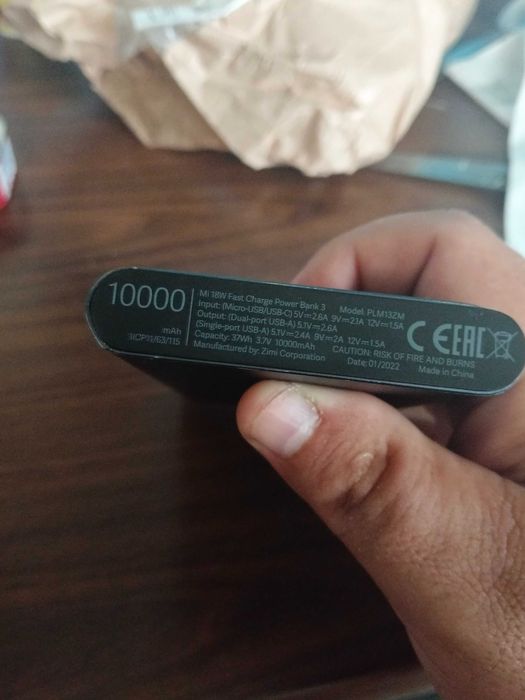 10000
mAh
1ICP11/63/115
Mi 18W Fast Charge Power Bank 3 Model: PLM13ZM
Input: (Micro-USB/USB-C) 5V⎓2.6A 9V⎓2.1A 12V⎓1.5A
Output: (Dual-port USB-A) 5.1V⎓2.6A
(Single-port USB-A) 5.1V⎓2.4A 9V⎓2A 12V⎓1.5A
Capacity: 37Wh 3.7V 10000mAh CAUTION: RISK OF FIRE AND BURNS
Manufactured by: Zimi Corporation Date: 01/2022 Made in China
CE EAC